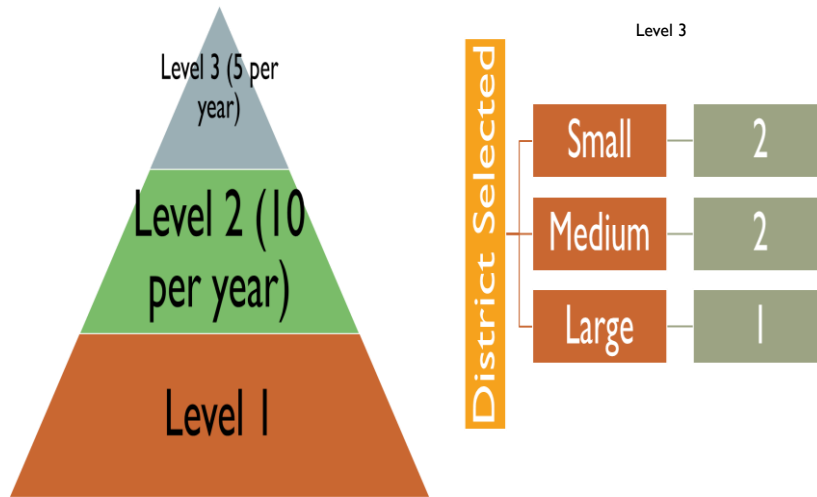 Level 3 (5 per
year)
Level 2 (10
per year)
Level 1
Level 3
District Selected
Small
2
Medium
2
Large
1